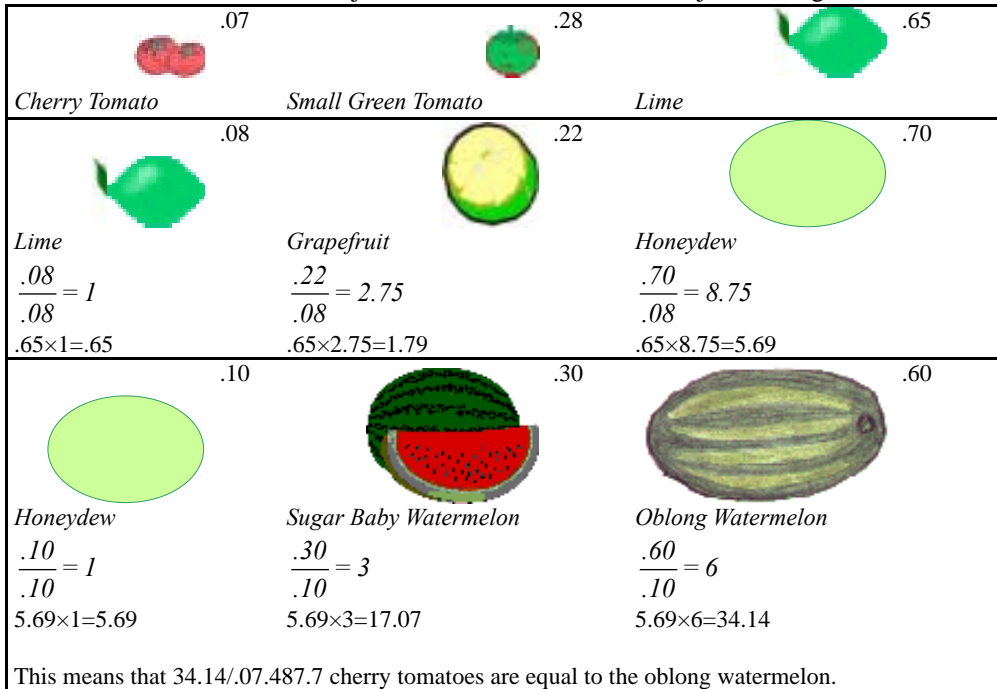 .07 .28 .65
Cherry Tomato Small Green Tomato Lime
.08 .22 .70
Lime Grapefruit Honeydew
.08/.08 = 1 .22/.08 = 2.75 .70/.08 = 8.75
.65×1=.65 .65×2.75=1.79 .65×8.75=5.69
.10 .30 .60
Honeydew Sugar Baby Watermelon Oblong Watermelon
.10/.10 = 1 .30/.10 = 3 .60/.10 = 6
5.69×1=5.69 5.69×3=17.07 5.69×6=34.14
This means that 34.14/.07.487.7 cherry tomatoes are equal to the oblong watermelon.